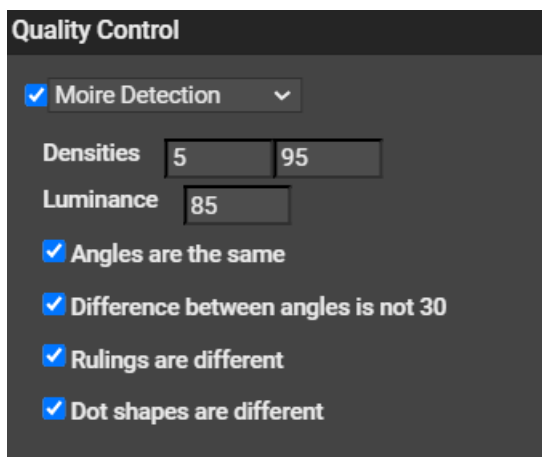 Quality Control
Moire Detection
Densities 5 95
Luminance 85
Angles are the same
Difference between angles is not 30
Rulings are different
Dot shapes are different